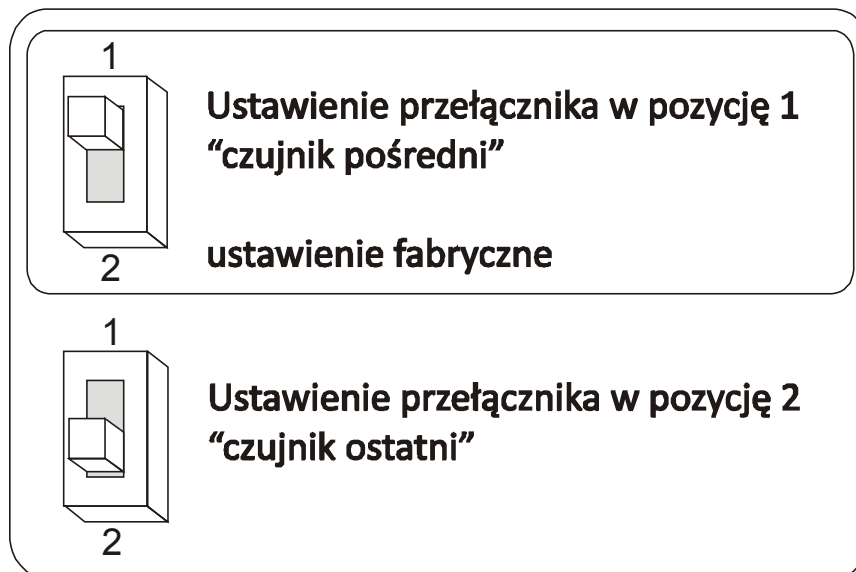 1
Ustawienie przełącznika w pozycję 1
“czujnik pośredni”
ustawienie fabryczne
2
1
Ustawienie przełącznika w pozycję 2
“czujnik ostatni”
2